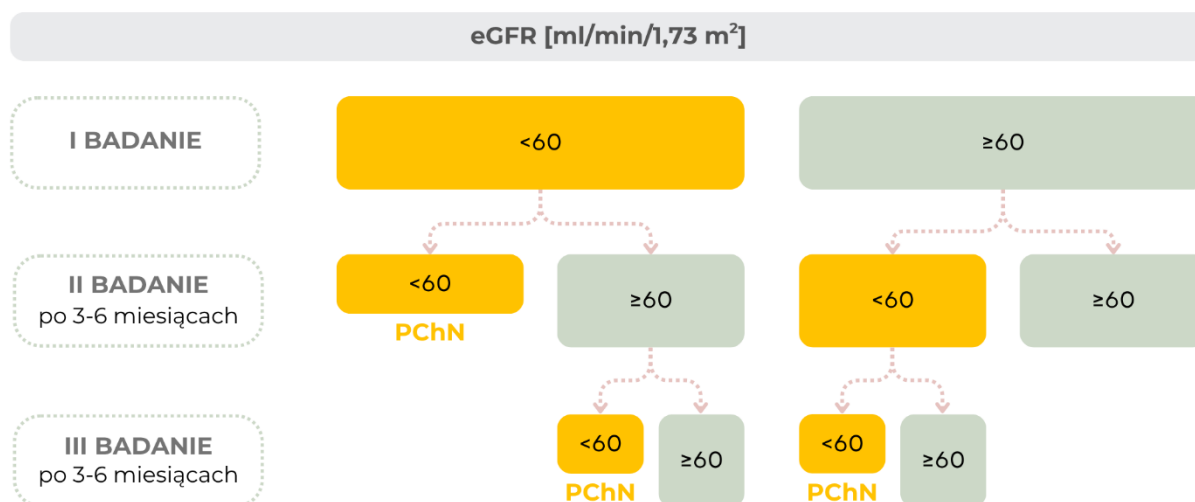 eGFR [ml/min/1,73 m²]
I BADANIE
<60
≥60
II BADANIE
po 3-6 miesiącach
<60
PChN
≥60
<60
≥60
III BADANIE
po 3-6 miesiącach
<60
PChN
≥60
<60
PChN
≥60